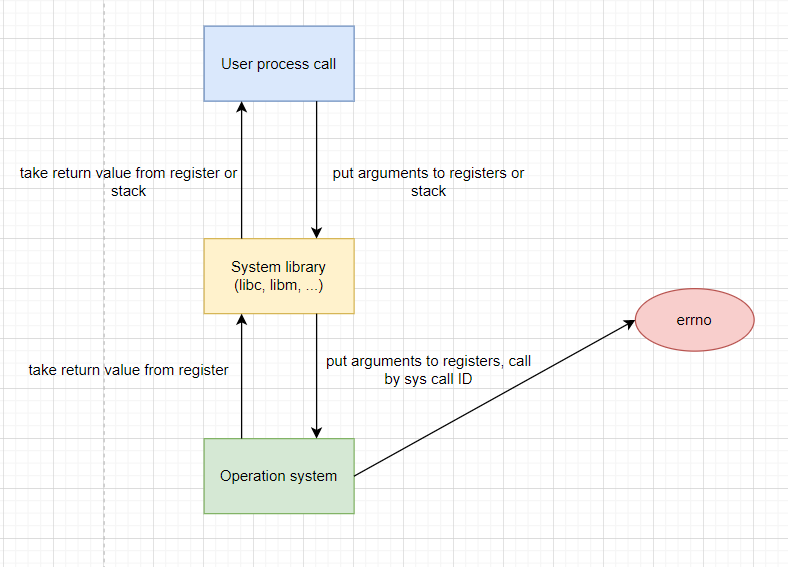 User process call
take return value from register or
stack
put arguments to registers or
stack
System library
(libc, libm, ...)
errno
take return value from register
put arguments to registers, call
by sys call ID
Operation system